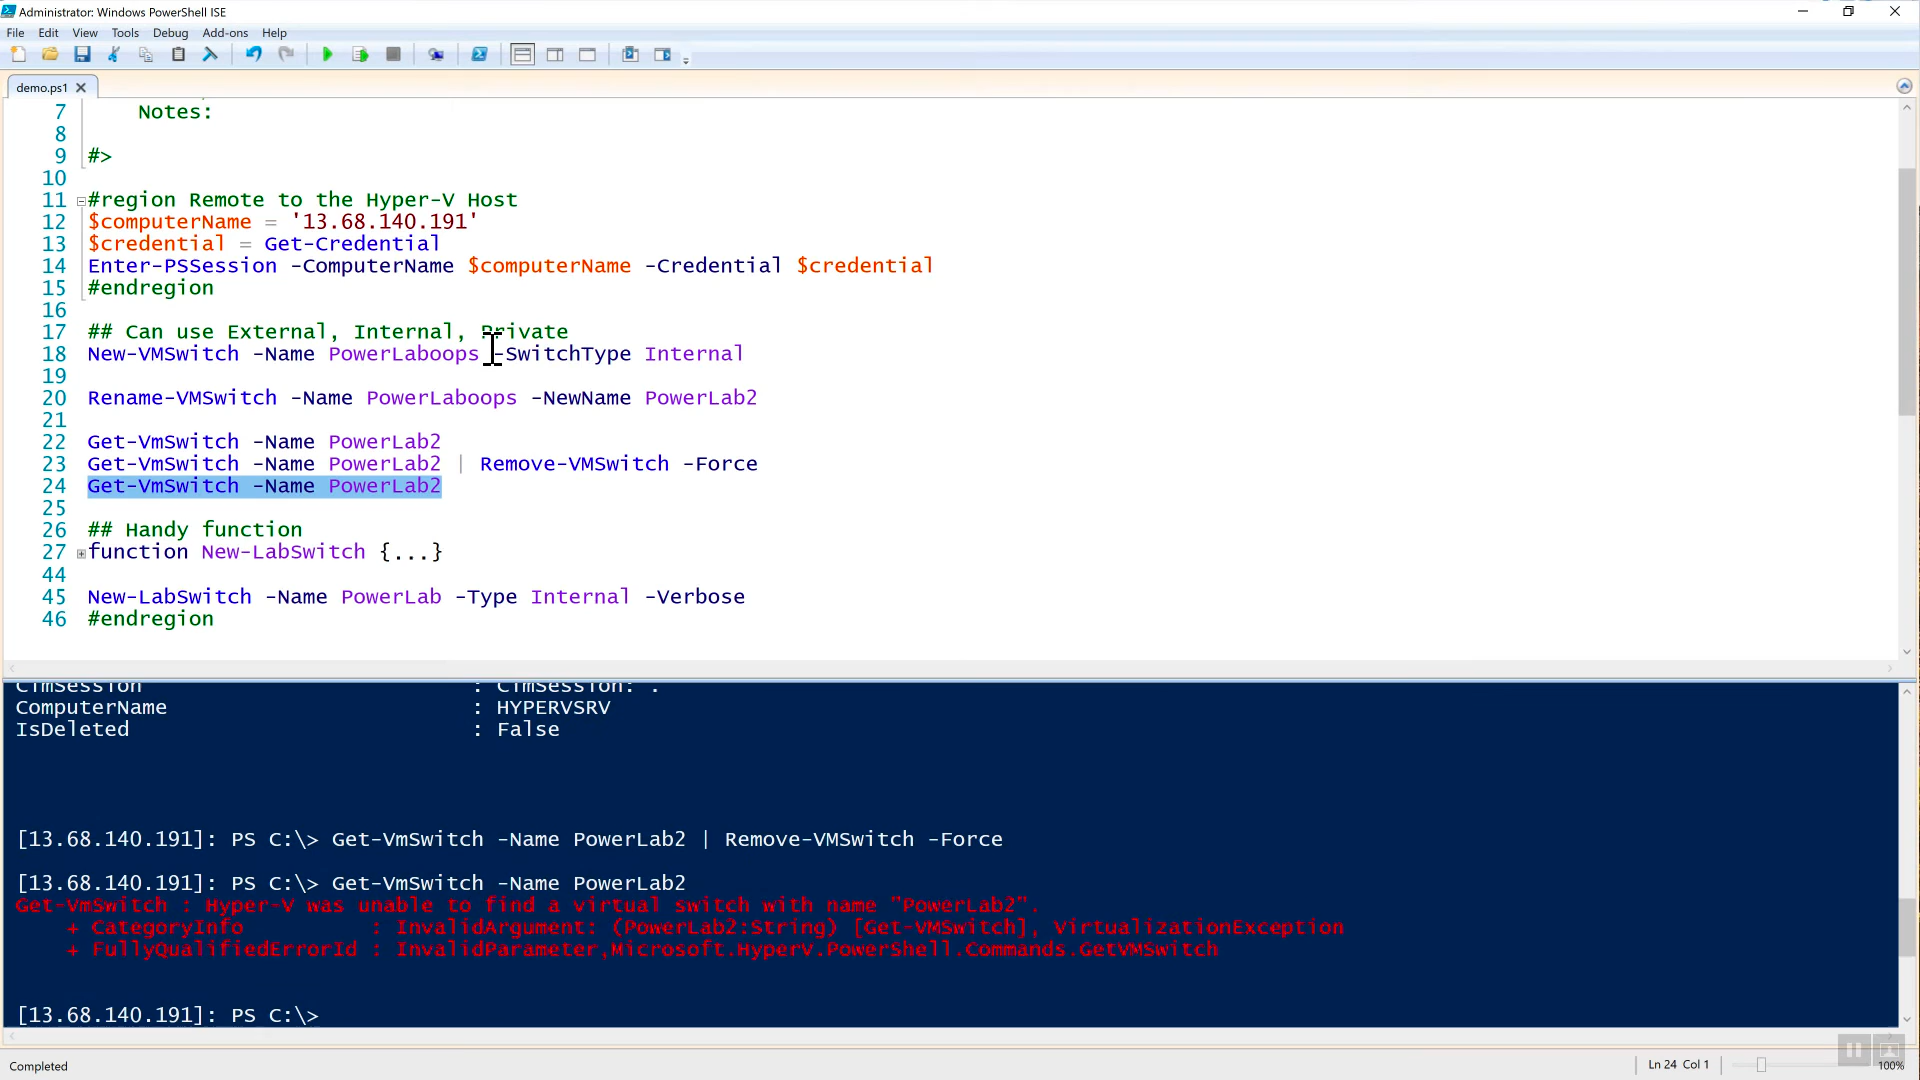 Administrator: Windows PowerShell ISE
File Edit View Tools Debug Add-ons Help
demo.ps1
7 Notes:
8
9 #>
10
11 #region Remote to the Hyper-V Host
12 $computerName = '13.68.140.191'
13 $credential = Get-Credential
14 Enter-PSSession -ComputerName $computerName -Credential $credential
15 #endregion
16
17 ## Can use External, Internal, Private
18 New-VMSwitch -Name PowerLaboops -SwitchType Internal
19
20 Rename-VMSwitch -Name PowerLaboops -NewName PowerLab2
21
22 Get-VmSwitch -Name PowerLab2
23 Get-VmSwitch -Name PowerLab2 | Remove-VMSwitch -Force
24 Get-VmSwitch -Name PowerLab2
25
26 ## Handy function
27 function New-LabSwitch {...}
44
45 New-LabSwitch -Name PowerLab -Type Internal -Verbose
46 #endregion
CimSession : CimSession: .
ComputerName : HYPERVSRV
IsDeleted : False
[13.68.140.191]: PS C:\> Get-VmSwitch -Name PowerLab2 | Remove-VMSwitch -Force
[13.68.140.191]: PS C:\> Get-VmSwitch -Name PowerLab2
Get-VmSwitch : Hyper-V was unable to find a virtual switch with name "PowerLab2".
+ CategoryInfo : InvalidArgument: (PowerLab2:String) [Get-VMSwitch], VirtualizationException
+ FullyQualifiedErrorId : InvalidParameter,Microsoft.HyperV.PowerShell.Commands.GetVMSwitch
[13.68.140.191]: PS C:\>
Completed Ln 24 Col 1 100%